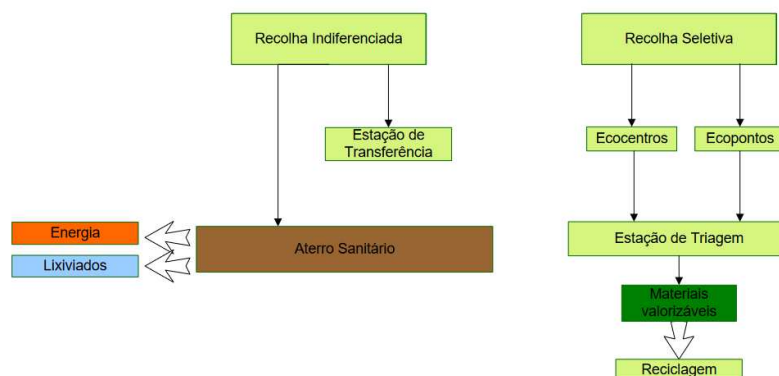 Recolha Indiferenciada
Recolha Seletiva
Estação de
Transferência
Ecocentros
Ecopontos
Energia
Lixiviados
Aterro Sanitário
Estação de Triagem
Materiais
valorizáveis
Reciclagem